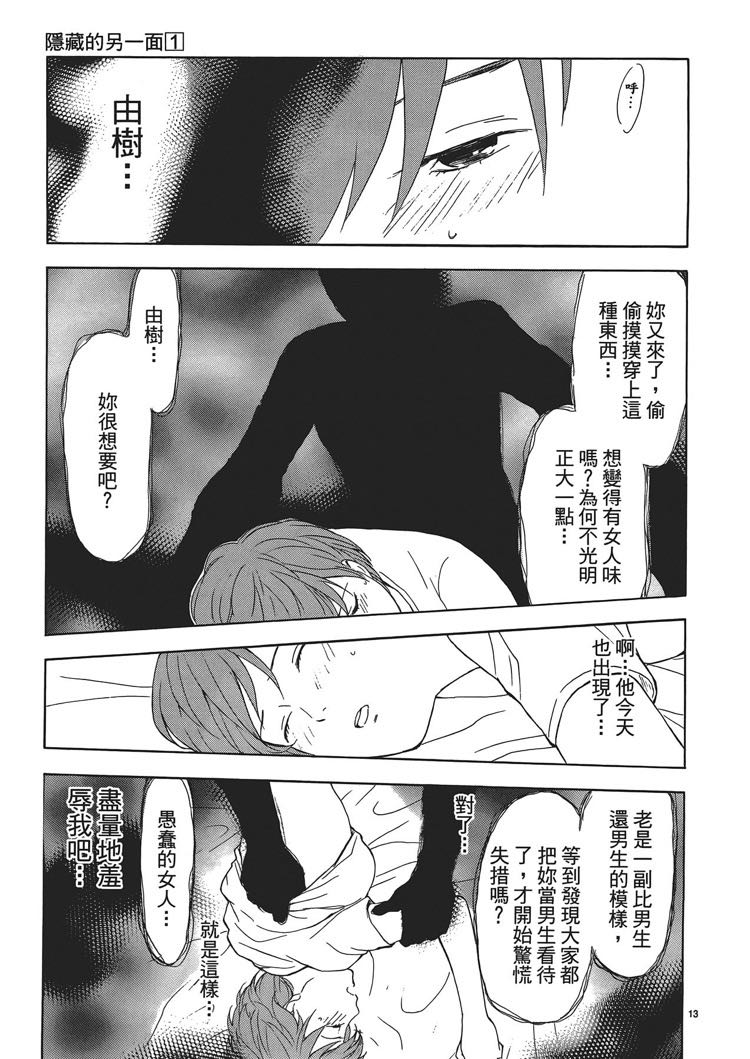 隱藏的另一面1
呼…
由樹…
妳又來了，偷
偷摸摸穿上這
種東西…
想變得有女人味
嗎？為何不光明
正大一點…
由樹…
妳很想要吧？
啊…他今天
也出現了…
老是一副比男生
還男生的模樣，
等到發現大家都
把妳當男生看待
了，才開始驚慌
失措嗎？
對了…
就是這樣…
愚蠢的女人…
盡量地羞
辱我吧…
13